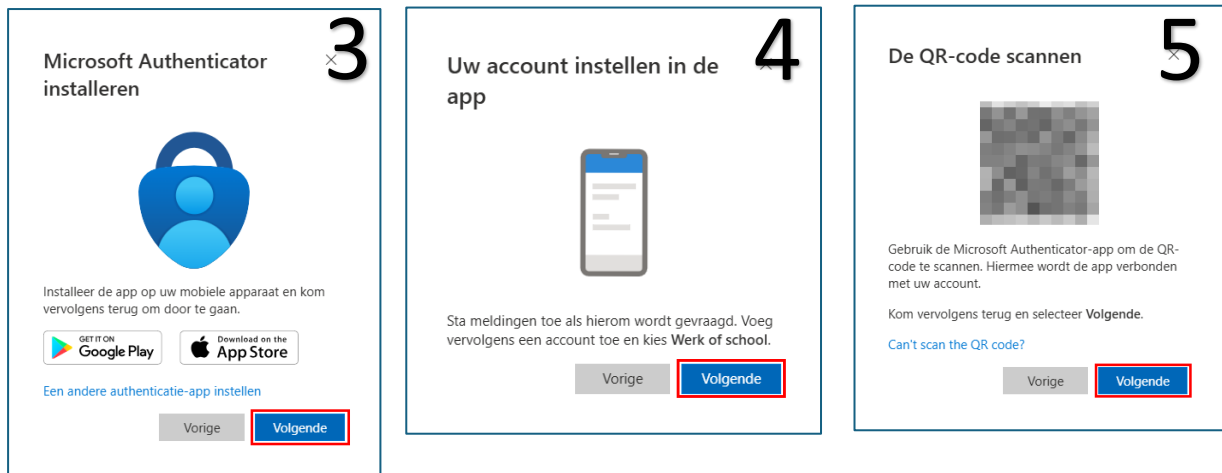 3
Microsoft Authenticator
installeren
Installeer de app op uw mobiele apparaat en kom
vervolgens terug om door te gaan.
GET IT ON
Google Play
Download on the
App Store
Een andere authenticatie-app instellen
Vorige
Volgende
4
Uw account instellen in de
app
Sta meldingen toe als hierom wordt gevraagd. Voeg
vervolgens een account toe en kies Werk of school.
Vorige
Volgende
5
De QR-code scannen
Gebruik de Microsoft Authenticator-app om de QR-
code te scannen. Hiermee wordt de app verbonden
met uw account.
Kom vervolgens terug en selecteer Volgende.
Can't scan the QR code?
Vorige
Volgende